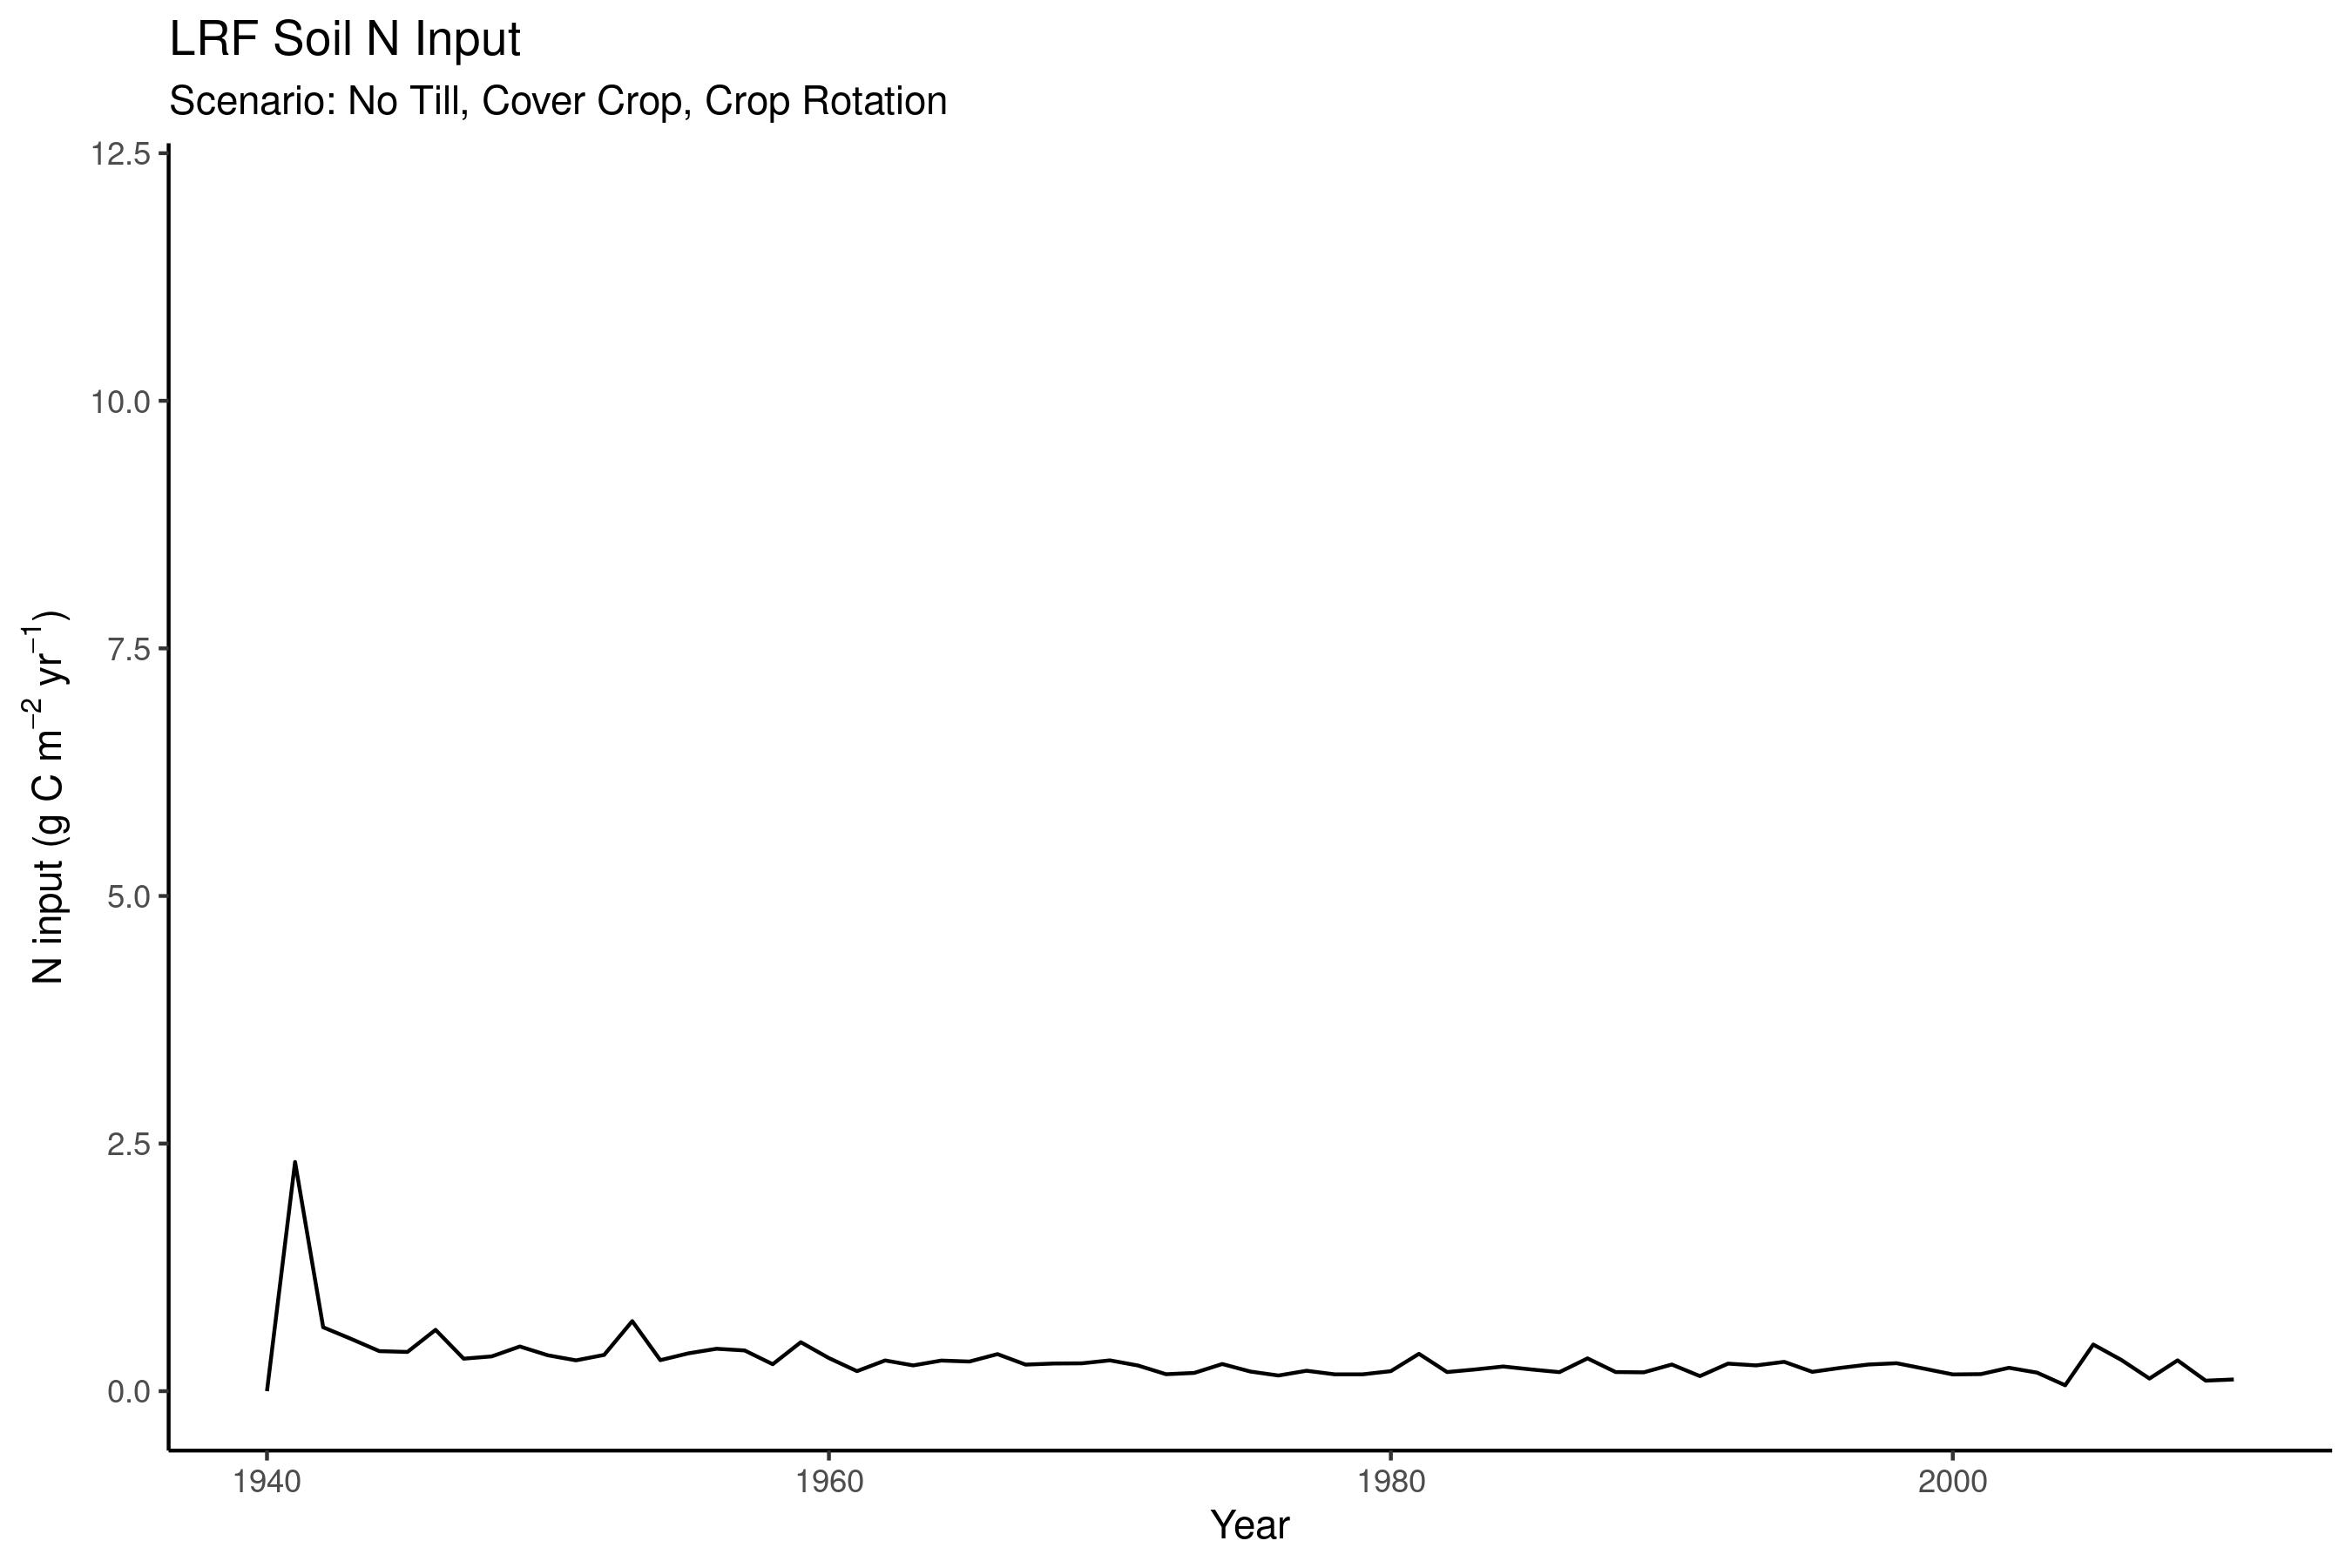 LRF Soil N Input
Scenario: No Till, Cover Crop, Crop Rotation
12.5
10.0
7.5
5.0
2.5
0.0
N input (g C m⁻² yr⁻¹)
1940 1960 1980 2000
Year